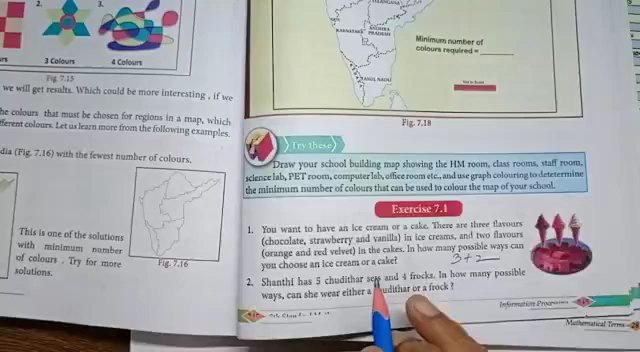 2.
3.
3 Colours
4 Colours
Fig 7.15
we will get results. Which could be more interesting , if we
he colours that must be chosen for regions in a map, which
fferent colours. Let us learn more from the following examples.
dia (Fig. 7.16) with the fewest number of colours.
This is one of the solutions
with minimum number
of colours . Try for more
solutions.
Fig. 7.16
TELANGANA
KARNATAKA
ANDHRA
PRADESH
TAMIL NADU
Minimum number of
colours required =
Fig. 7.18
Try these
Draw your school building map showing the HM room, class rooms, staff room,
science lab, PET room, computer lab, office room etc., and use graph colouring to detetermine
the minimum number of colours that can be used to colour the map of your school.
Exercise 7.1
1. You want to have an ice cream or a cake. There are three flavours
(chocolate, strawberry and vanilla) in ice creams, and two flavours
(orange and red velvet) in the cakes. In how many possible ways can
you choose an ice cream or a cake?
3+2
2. Shanthi has 5 chudithar sets and 4 frocks. In how many possible
ways, can she wear either a chudithar or a frock ?
Information Processing
Mathematical Terms